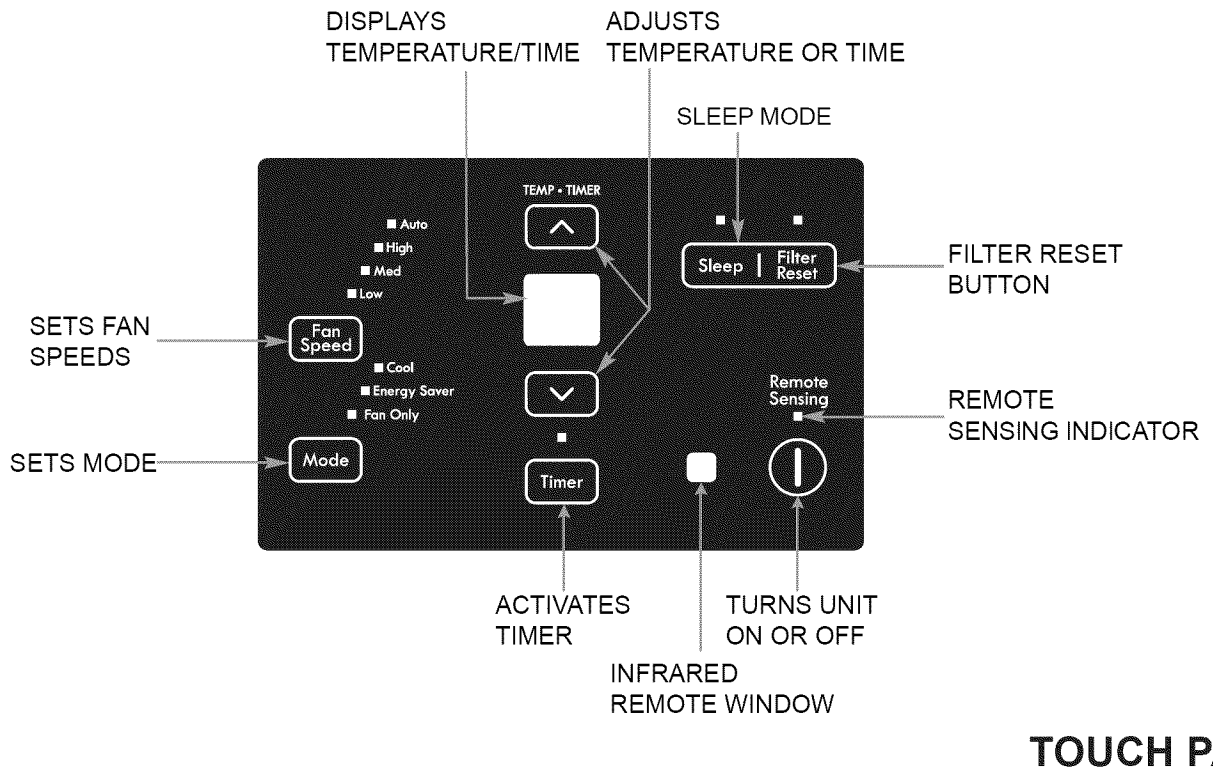 DISPLAYS
TEMPERATURE/TIME
ADJUSTS
TEMPERATURE OR TIME
SLEEP MODE
TEMP • TIMER
Auto
High
Med
Low
Sleep | Filter
Reset
FILTER RESET
BUTTON
SETS FAN
SPEEDS
Fan
Speed
Cool
Energy Saver
Fan Only
Remote
Sensing
REMOTE
SENSING INDICATOR
SETS MODE
Mode
Timer
ACTIVATES
TIMER
TURNS UNIT
ON OR OFF
INFRARED
REMOTE WINDOW
TOUCH